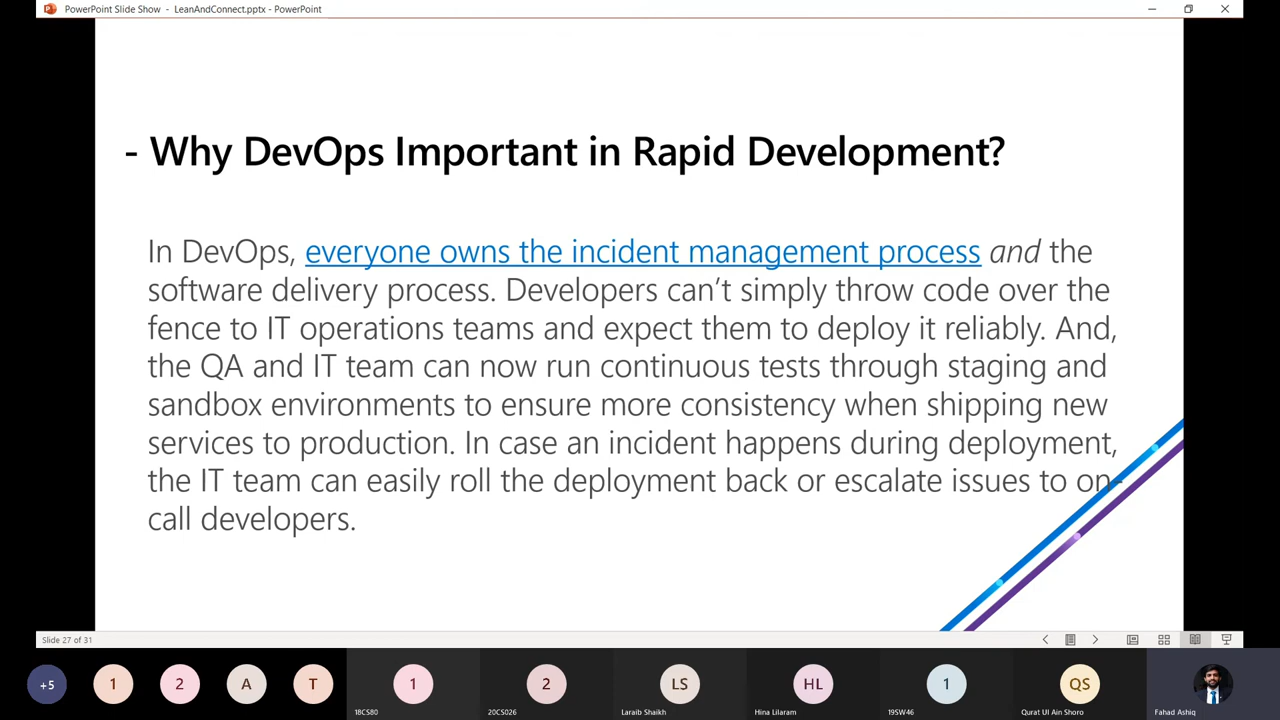 PowerPoint Slide Show - LeanAndConnect.pptx - PowerPoint
- Why DevOps Important in Rapid Development?
In DevOps, everyone owns the incident management process and the
software delivery process. Developers can’t simply throw code over the
fence to IT operations teams and expect them to deploy it reliably. And,
the QA and IT team can now run continuous tests through staging and
sandbox environments to ensure more consistency when shipping new
services to production. In case an incident happens during deployment,
the IT team can easily roll the deployment back or escalate issues to on-
call developers.
Slide 27 of 31
+5 1 2 A T 1 2 LS HL 1 QS
18CS80 20CS026 Laraib Shaikh Hina Lilaram 19SW46 Qurat Ul Ain Shoro Fahad Ashiq